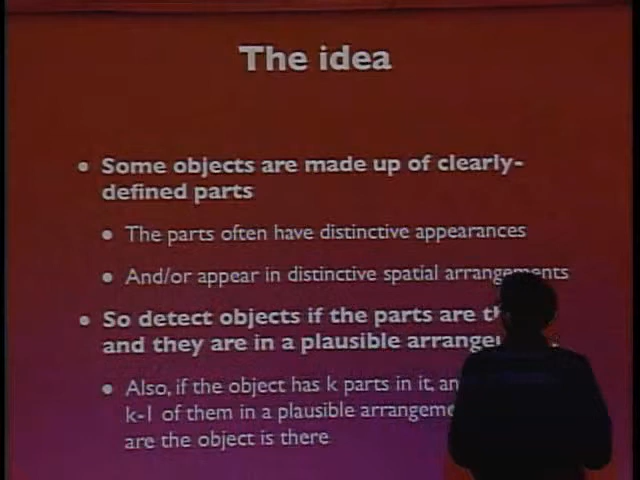 The idea
• Some objects are made up of clearly-
defined parts
• The parts often have distinctive appearances
• And/or appear in distinctive spatial arrangements
• So detect objects if the parts are
and they are in a plausible
• Also, if the object has k parts in it,
k-1 of them in a plausible
are the object is there